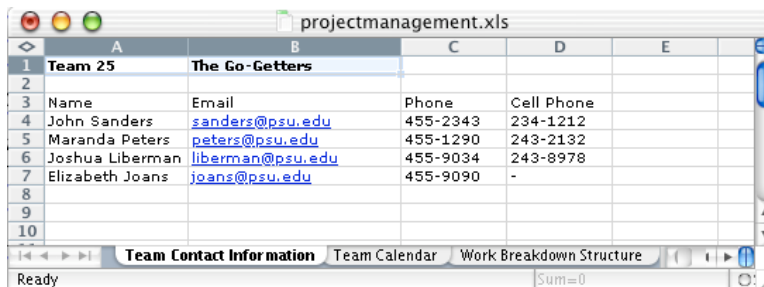 projectmanagement.xls
A B C D E
1 Team 25 The Go-Getters
2
3 Name Email Phone Cell Phone
4 John Sanders sanders@psu.edu 455-2343 234-1212
5 Maranda Peters peters@psu.edu 455-1290 243-2132
6 Joshua Liberman liberman@psu.edu 455-9034 243-8978
7 Elizabeth Joans joans@psu.edu 455-9090 -
8
9
10
Team Contact Information Team Calendar Work Breakdown Structure
Ready Sum=0